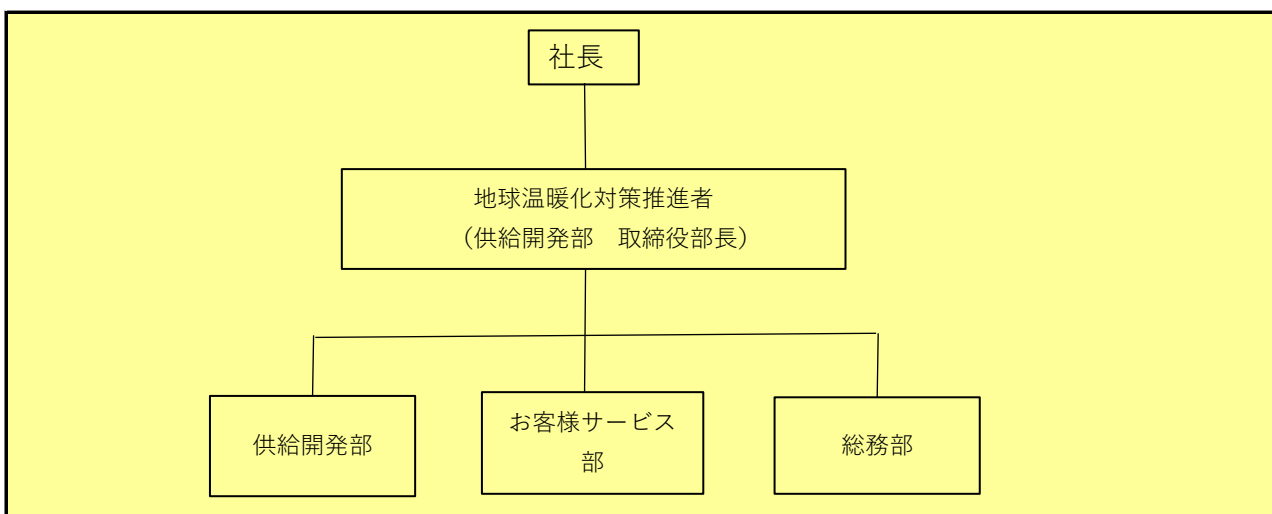 社長
地球温暖化対策推進者
（供給開発部　取締役部長）
供給開発部
お客様サービス
部
総務部